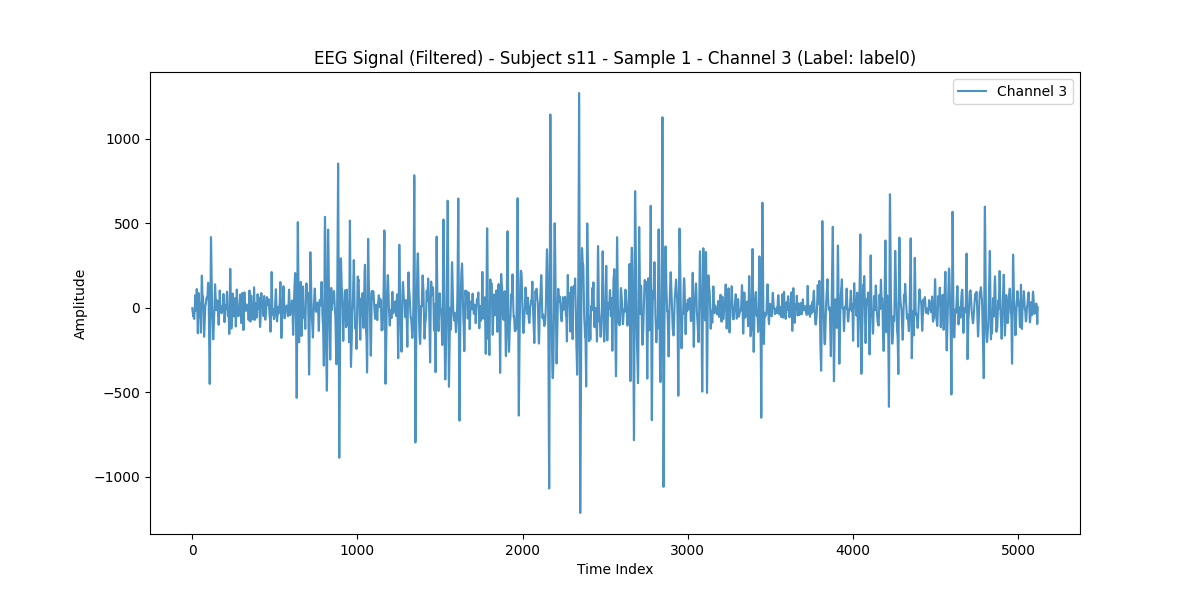 EEG Signal (Filtered) - Subject s11 - Sample 1 - Channel 3 (Label: label0)
Channel 3
1000
500
0
−500
−1000
Amplitude
0 1000 2000 3000 4000 5000
Time Index